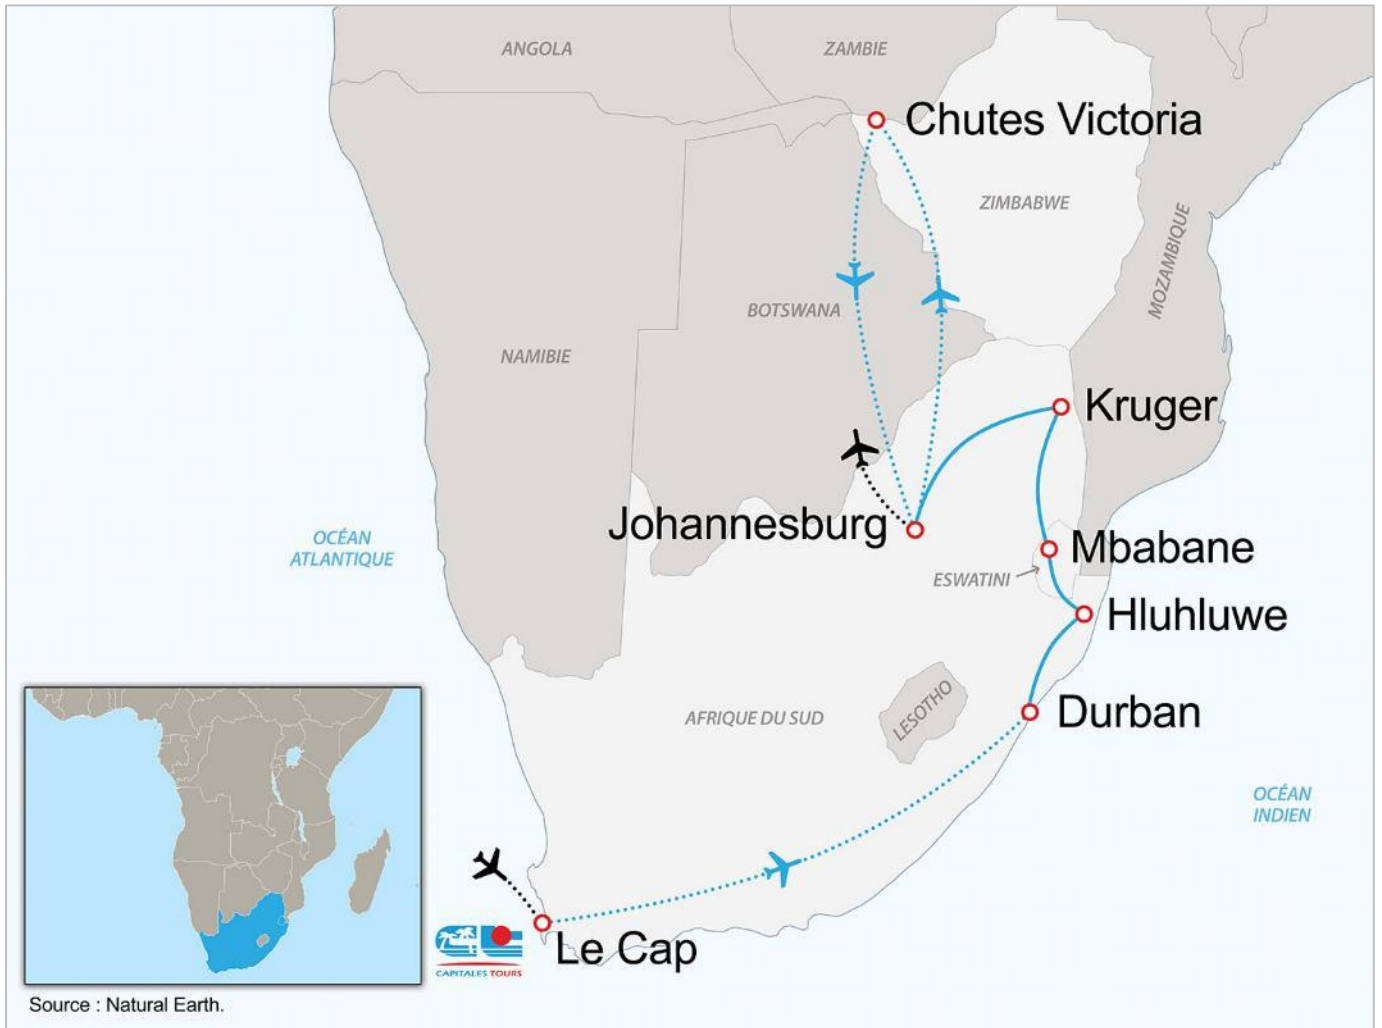 ANGOLA
ZAMBIE
Chutes Victoria
ZIMBABWE
MOZAMBIQUE
BOTSWANA
NAMIBIE
Kruger
Johannesburg
OCÉAN
ATLANTIQUE
Mbabane
ESWATINI
Hluhluwe
LESOTHO
AFRIQUE DU SUD
Durban
OCÉAN
INDIEN
Le Cap
CAPITALES TOURS
Source : Natural Earth.